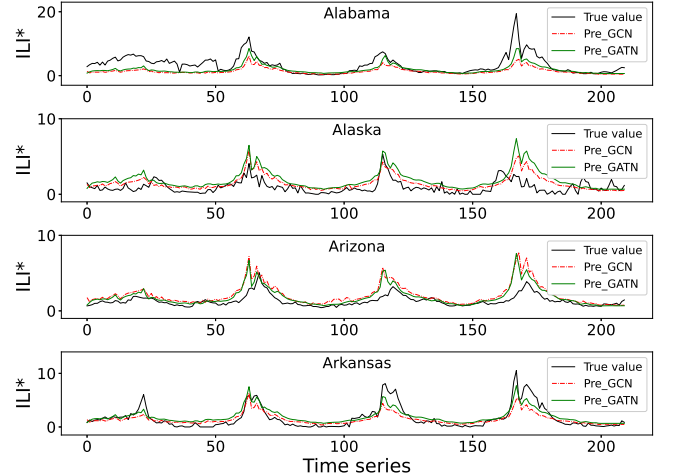 Alabama
ILI*
20
0
True value
Pre_GCN
Pre_GATN
0 50 100 150 200
Alaska
ILI*
10
0
True value
Pre_GCN
Pre_GATN
0 50 100 150 200
Arizona
ILI*
10
0
True value
Pre_GCN
Pre_GATN
0 50 100 150 200
Arkansas
ILI*
10
0
True value
Pre_GCN
Pre_GATN
0 50 100 150 200
Time series